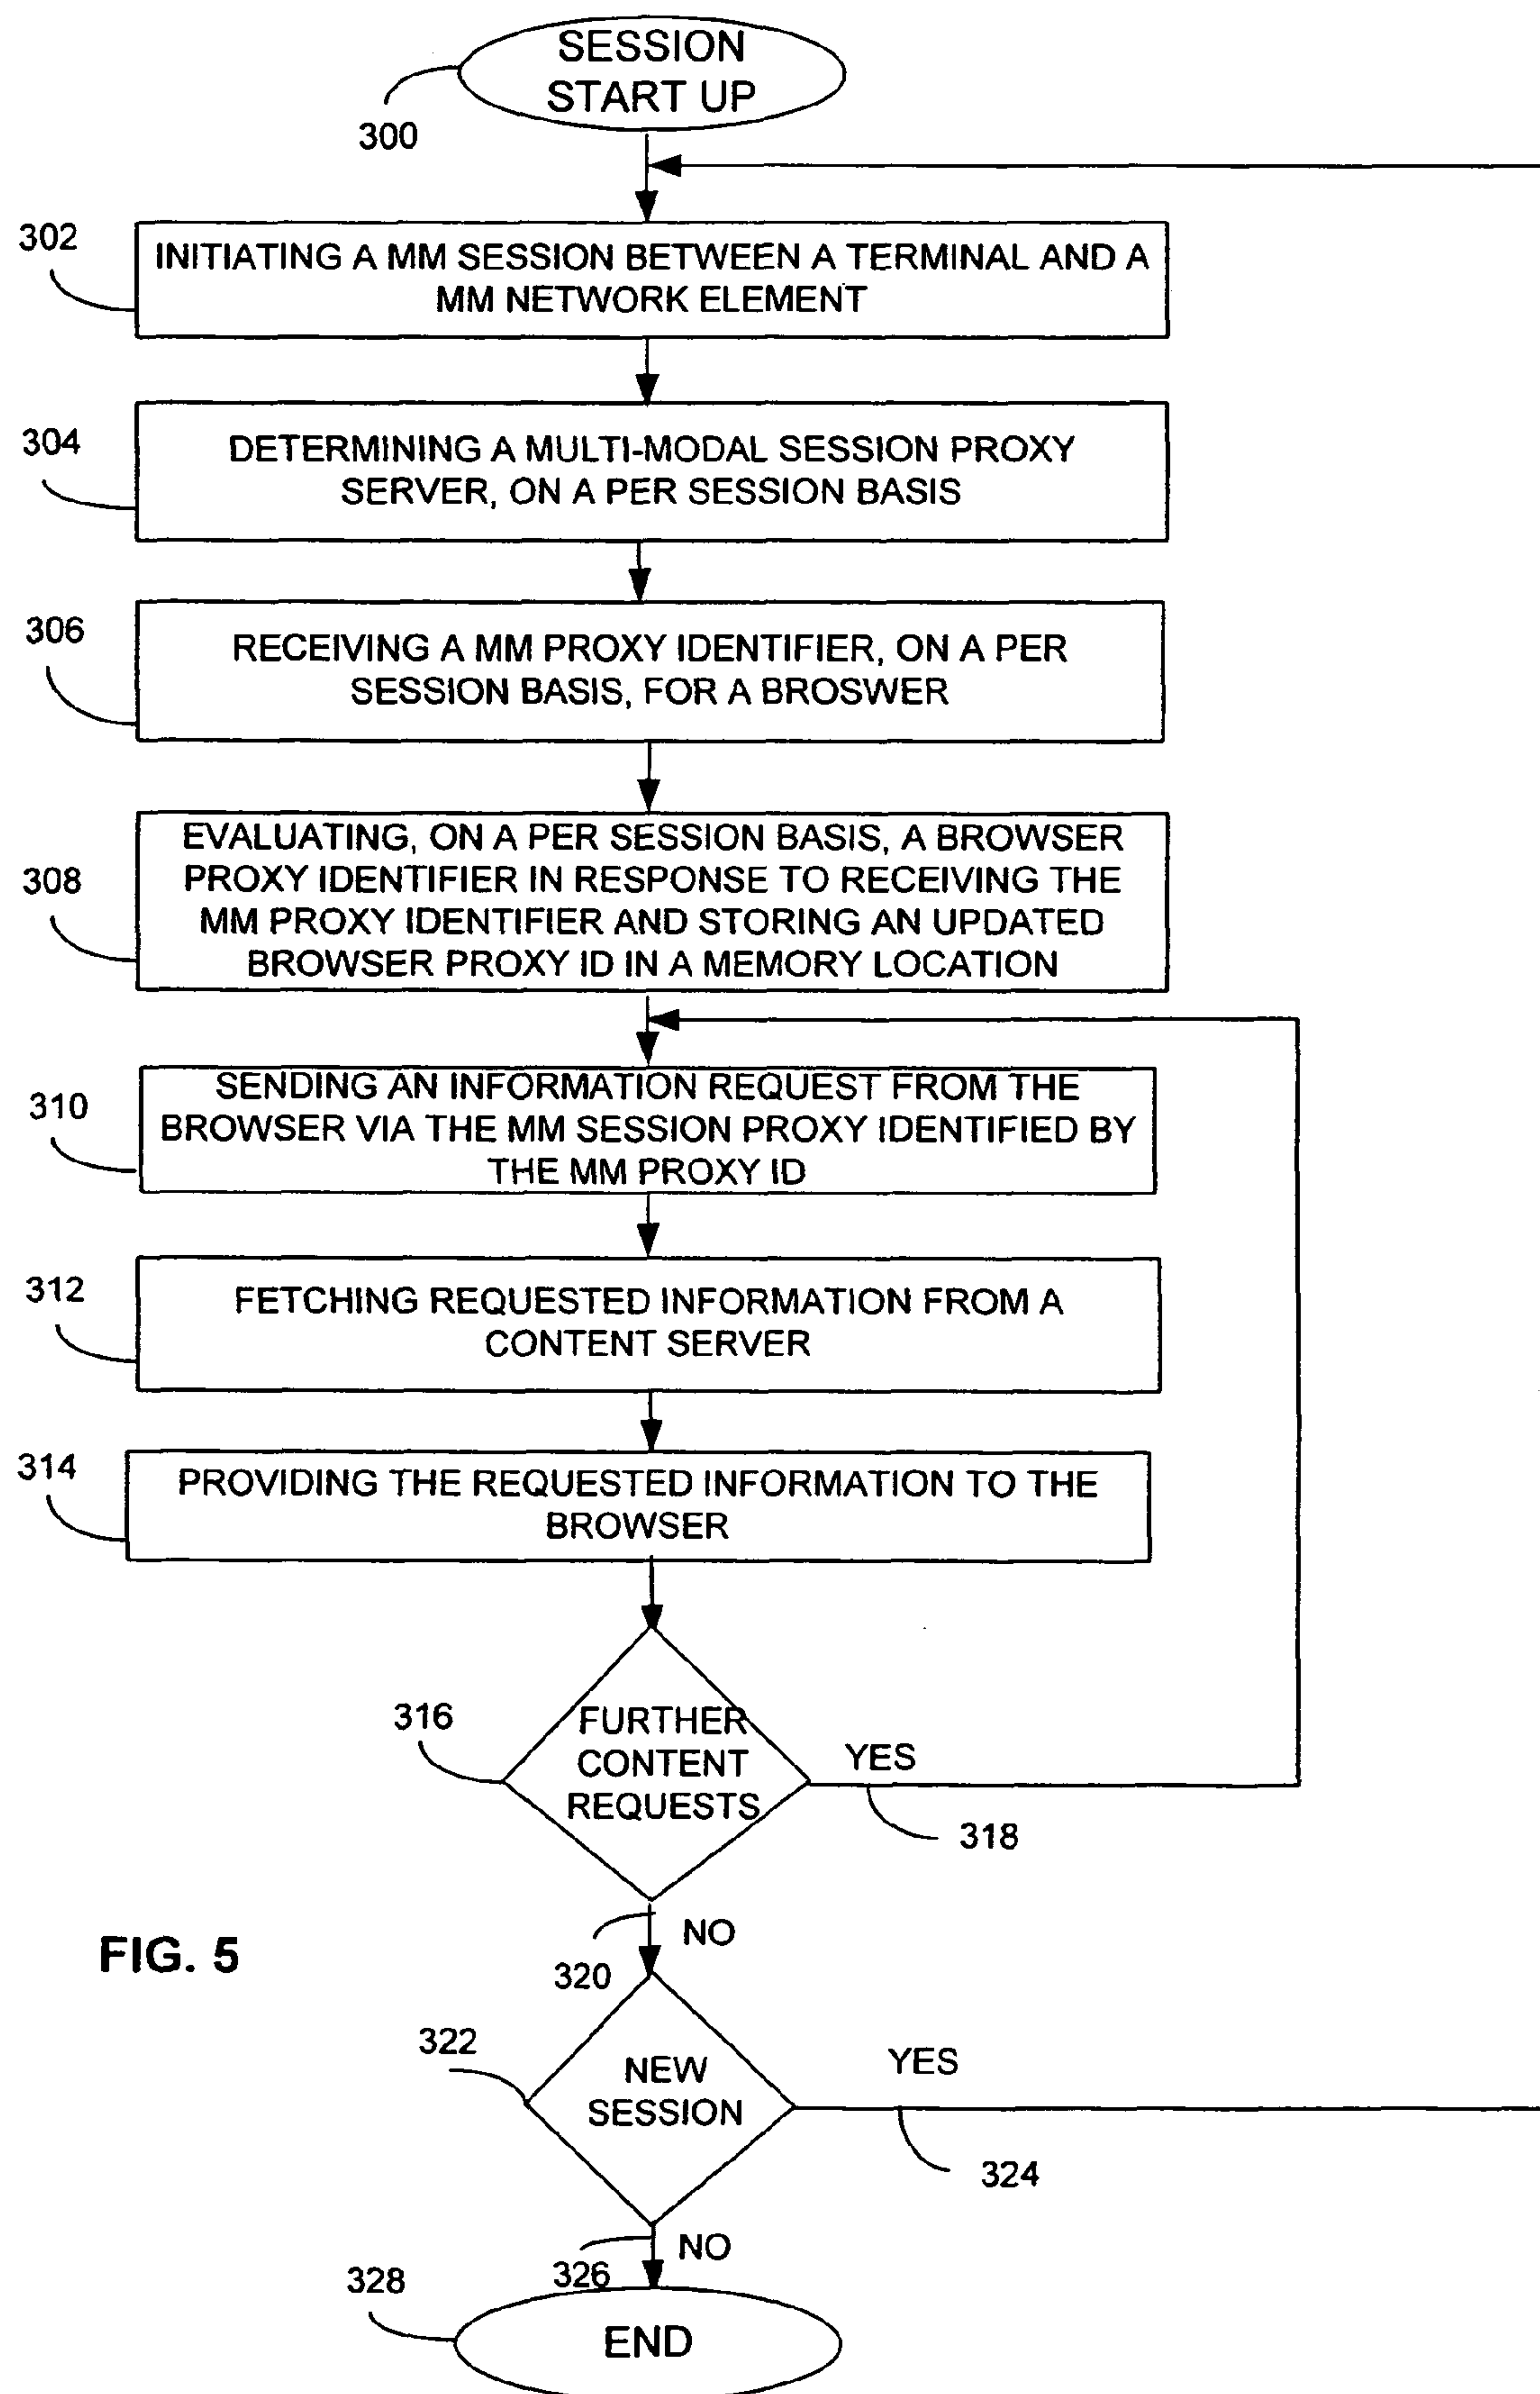 SESSION
START UP
300
302
INITIATING A MM SESSION BETWEEN A TERMINAL AND A
MM NETWORK ELEMENT
304
DETERMINING A MULTI-MODAL SESSION PROXY
SERVER, ON A PER SESSION BASIS
306
RECEIVING A MM PROXY IDENTIFIER, ON A PER
SESSION BASIS, FOR A BROSWER
308
EVALUATING, ON A PER SESSION BASIS, A BROWSER
PROXY IDENTIFIER IN RESPONSE TO RECEIVING THE
MM PROXY IDENTIFIER AND STORING AN UPDATED
BROWSER PROXY ID IN A MEMORY LOCATION
310
SENDING AN INFORMATION REQUEST FROM THE
BROWSER VIA THE MM SESSION PROXY IDENTIFIED BY
THE MM PROXY ID
312
FETCHING REQUESTED INFORMATION FROM A
CONTENT SERVER
314
PROVIDING THE REQUESTED INFORMATION TO THE
BROWSER
316
FURTHER
CONTENT
REQUESTS
YES
318
NO
320
FIG. 5
322
NEW
SESSION
YES
324
NO
326
328
END